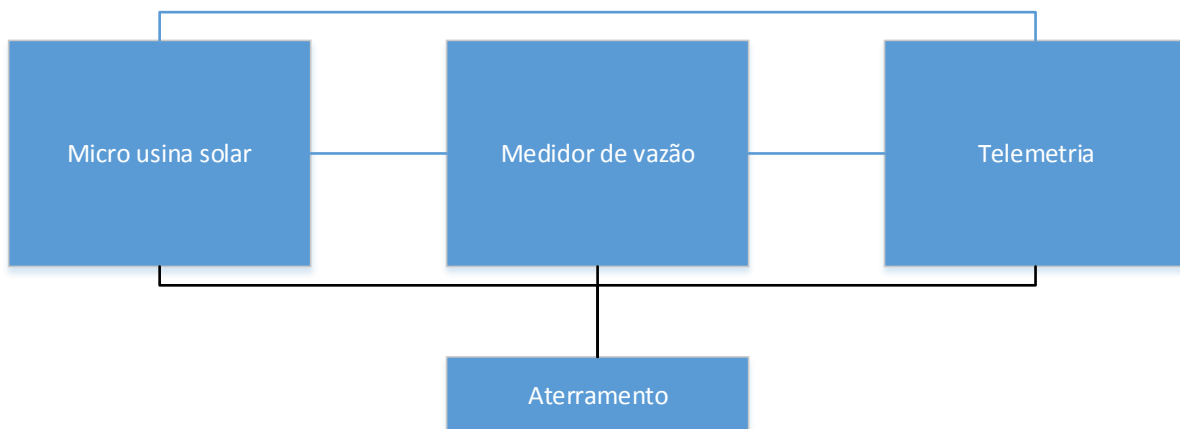 Micro usina solar
Medidor de vazão
Telemetria
Aterramento